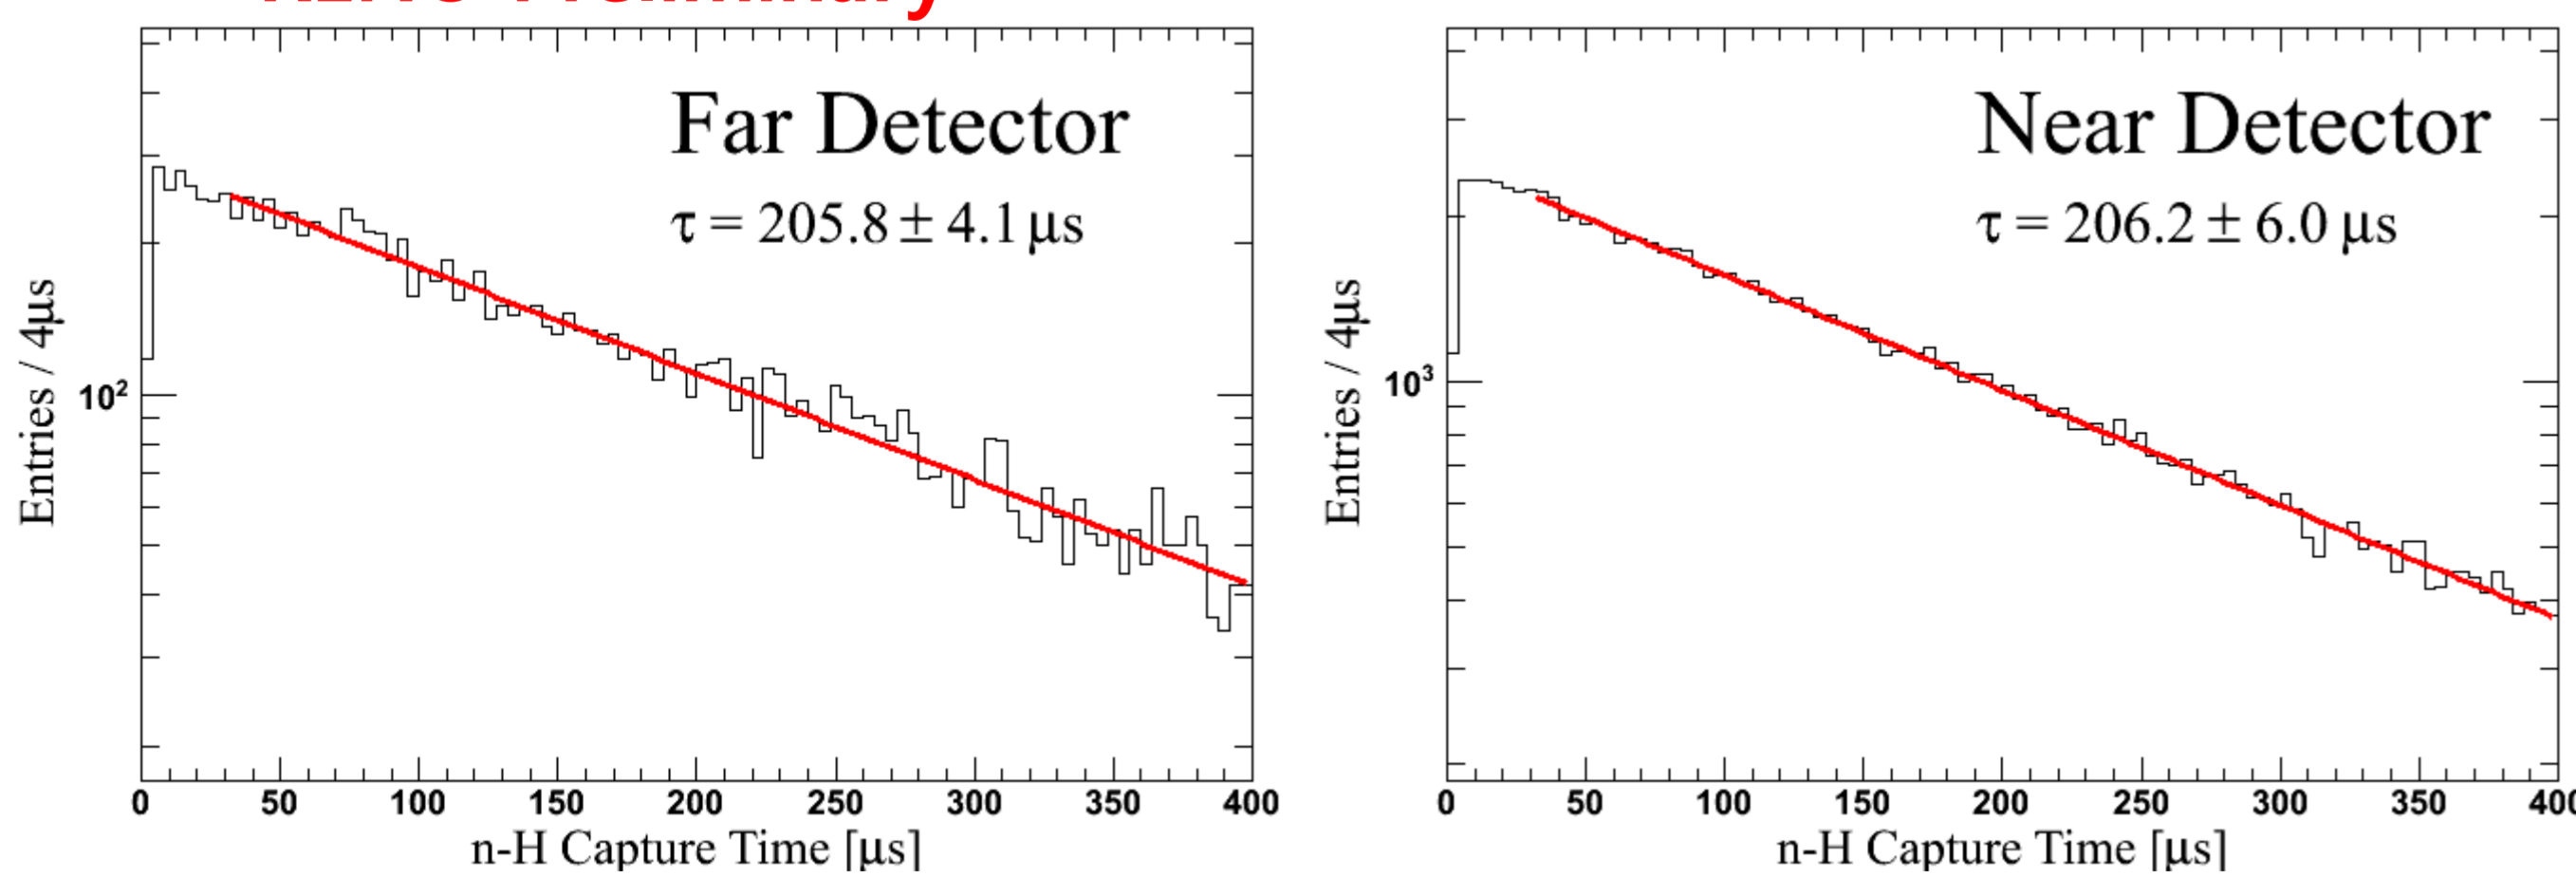 Preliminary
Far Detector
τ = 205.8 ± 4.1 μs
Entries / 4μs
10²
0 50 100 150 200 250 300 350 400
n-H Capture Time [μs]
Near Detector
τ = 206.2 ± 6.0 μs
Entries / 4μs
10³
0 50 100 150 200 250 300 350
n-H Capture Time [μs]